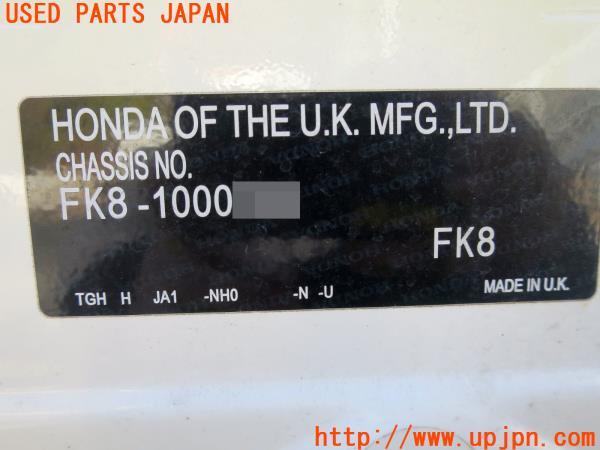 USED PARTS JAPAN
HONDA OF THE U.K. MFG.,LTD.
CHASSIS NO.
FK8-1000
FK8
TGH H JA1 -NH0 -N -U MADE IN U.K.
http://www.upjpn.com/